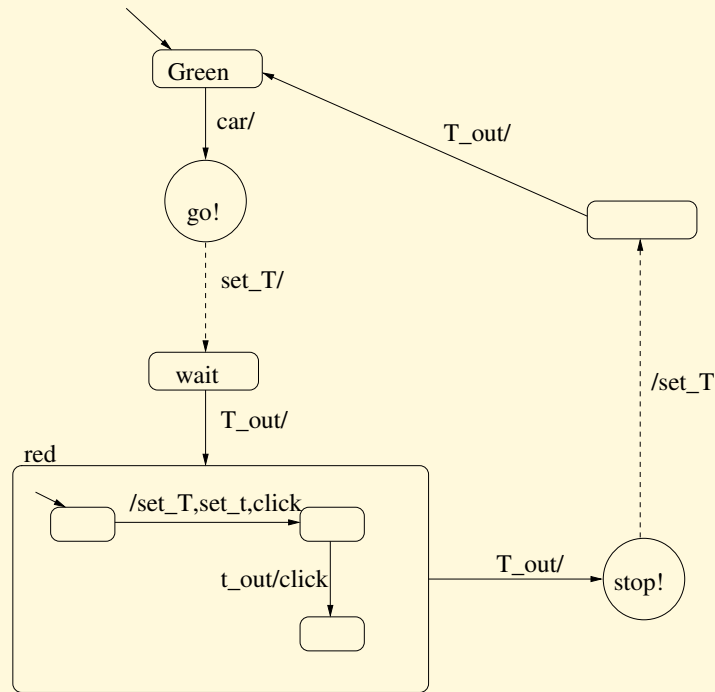 Green
car/
T_out/
go!
set_T/
wait
/set_T
T_out/
red
/set_T,set_t,click
T_out/
t_out/click
stop!